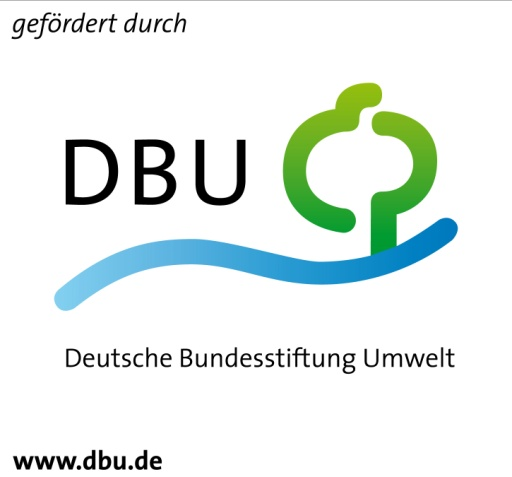 gefördert durch
DBU
Deutsche Bundesstiftung Umwelt
www.dbu.de